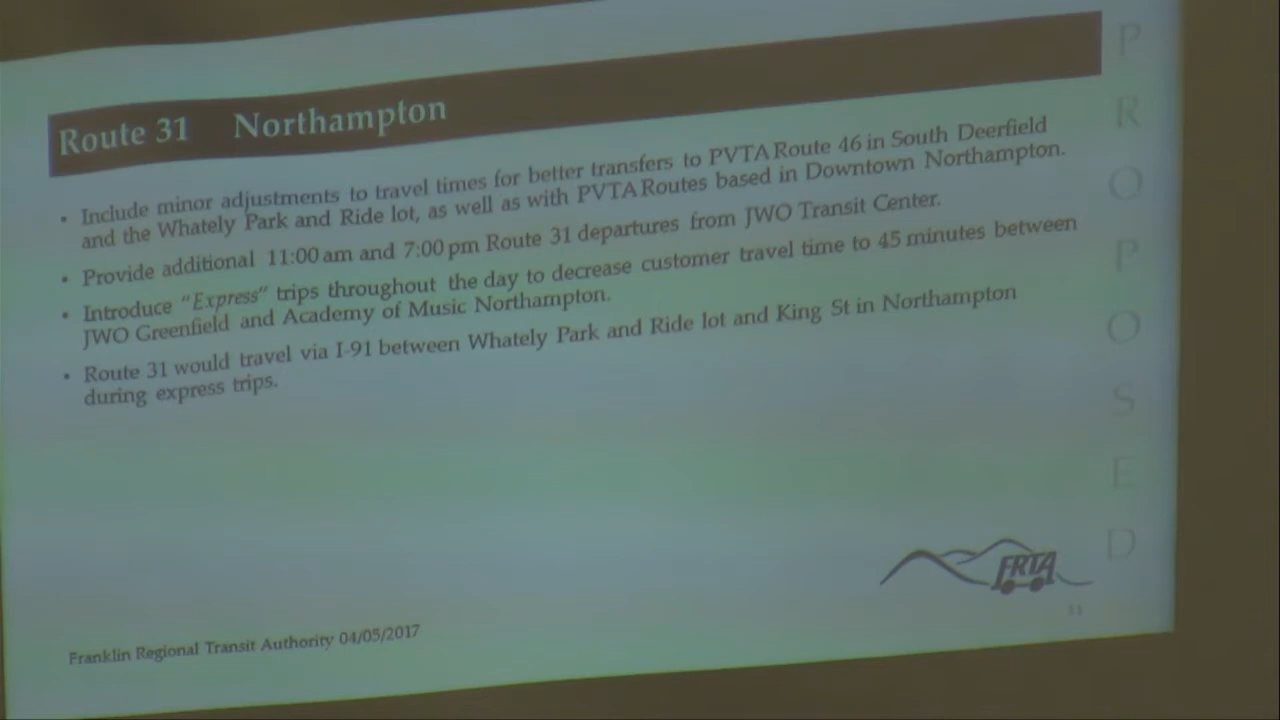 Route 31 Northampton
• Include minor adjustments to travel times for better transfers to PVTA Route 46 in South Deerfield
and the Whately Park and Ride lot, as well as with PVTA Routes based in Downtown Northampton.
• Provide additional 11:00 am and 7:00 pm Route 31 departures from JWO Transit Center.
• Introduce "Express" trips throughout the day to decrease customer travel time to 45 minutes between
JWO Greenfield and Academy of Music Northampton.
• Route 31 would travel via I-91 between Whately Park and Ride lot and King St in Northampton
during express trips.
P
R
O
P
O
S
E
D
FRTA
Franklin Regional Transit Authority 04/05/2017